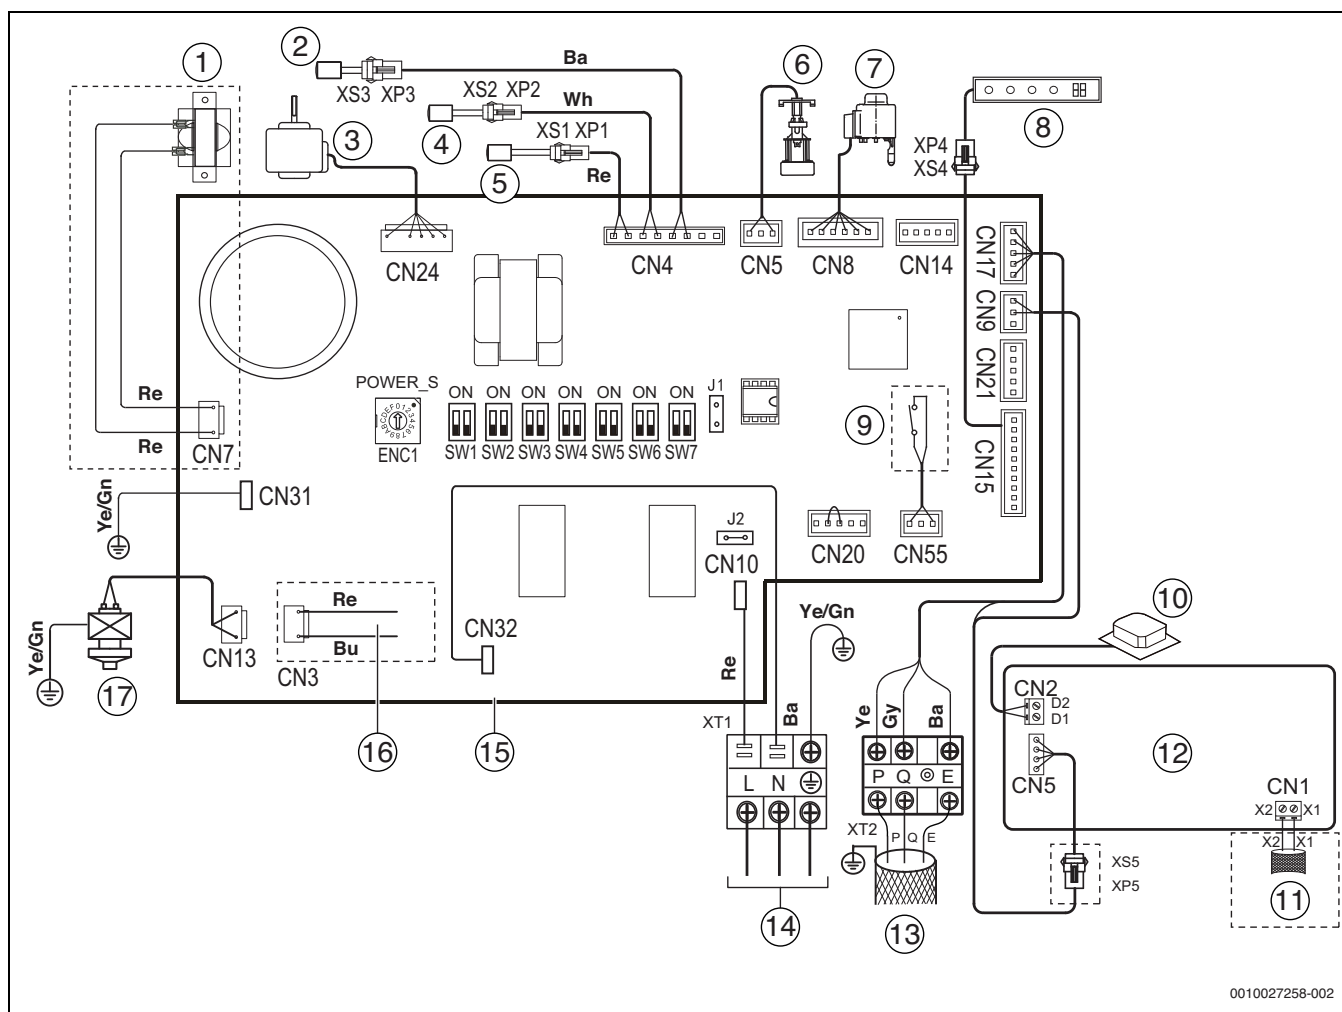 1
2
XS3 XP3
Ba
3
4
XS2 XP2
Wh
5
XS1 XP1
Re
6
7
8
XP4
XS4
CN24
CN4
CN5
CN8
CN14
CN17
CN9
CN21
CN15
Re
Re
CN7
POWER_S
0123456789ABCDEF
ENC1
ON ON ON ON ON ON ON
SW1 SW2 SW3 SW4 SW5 SW6 SW7
J1
9
Ye/Gn
CN31
J2
CN10
CN20
CN55
Ye/Gn
17
CN13
Re
Bu
CN3
16
15
CN32
Re
Ba
Ye/Gn
XT1
L N
14
Ye
Gy
Ba
P Q E
XT2
P Q E
13
10
CN2
D2
D1
12
CN5
CN1
X2 X1
X2 X1
11
XS5
XP5
0010027258-002